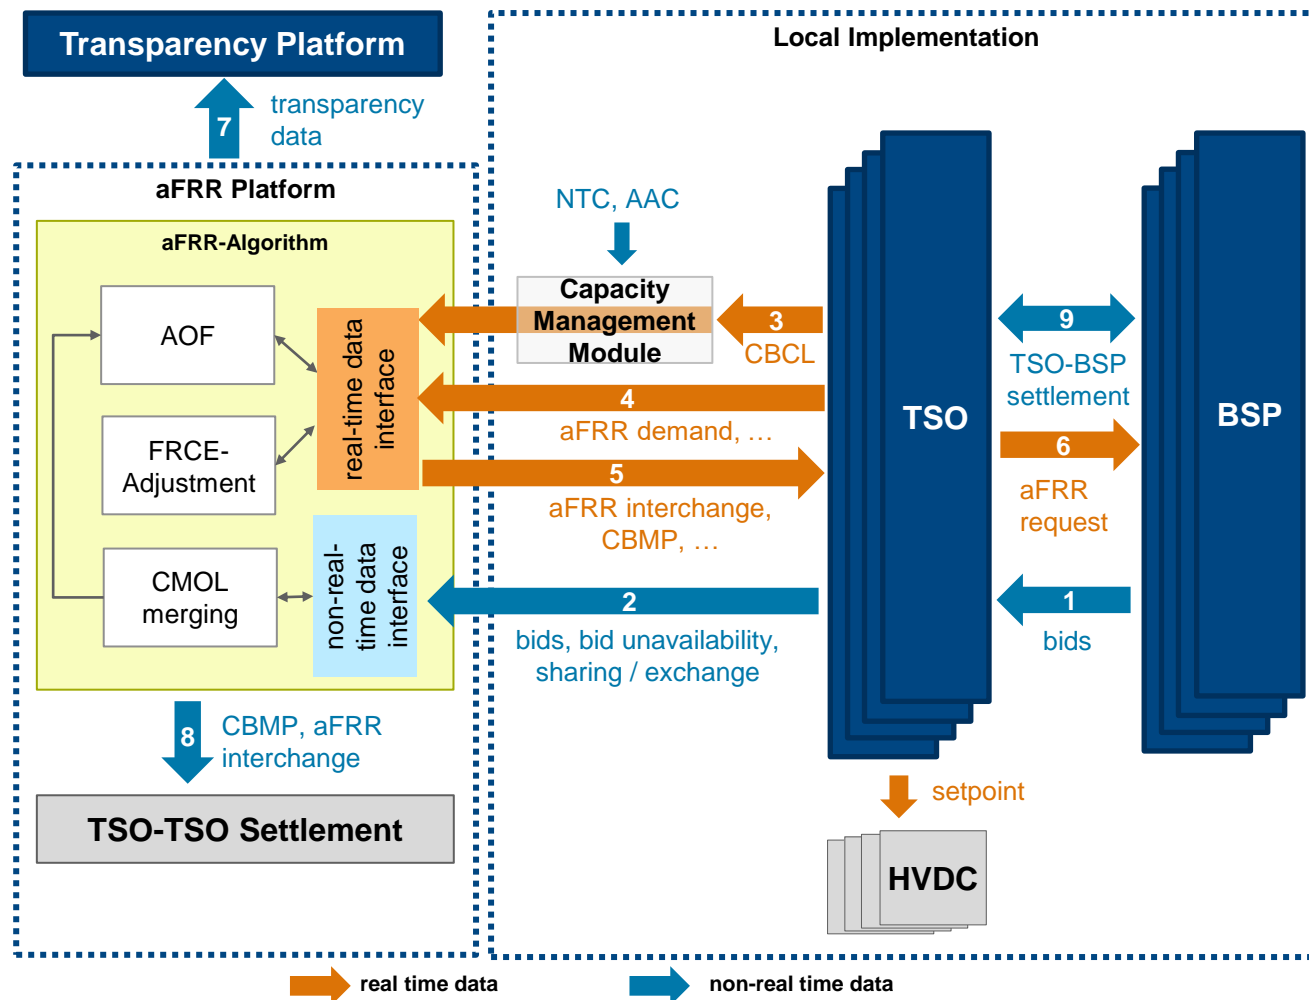 Transparency Platform
7
transparency
data
aFRR Platform
aFRR-Algorithm
AOF
FRCE-
Adjustment
CMOL
merging
real-time data
interface
non-real-
time data
interface
8
CBMP, aFRR
interchange
TSO-TSO Settlement
Local Implementation
NTC, AAC
Capacity
Management
Module
3
CBCL
4
aFRR demand, …
5
aFRR interchange,
CBMP, …
2
bids, bid unavailability,
sharing / exchange
TSO
9
TSO-BSP
settlement
6
aFRR
request
1
bids
BSP
setpoint
HVDC
real time data
non-real time data